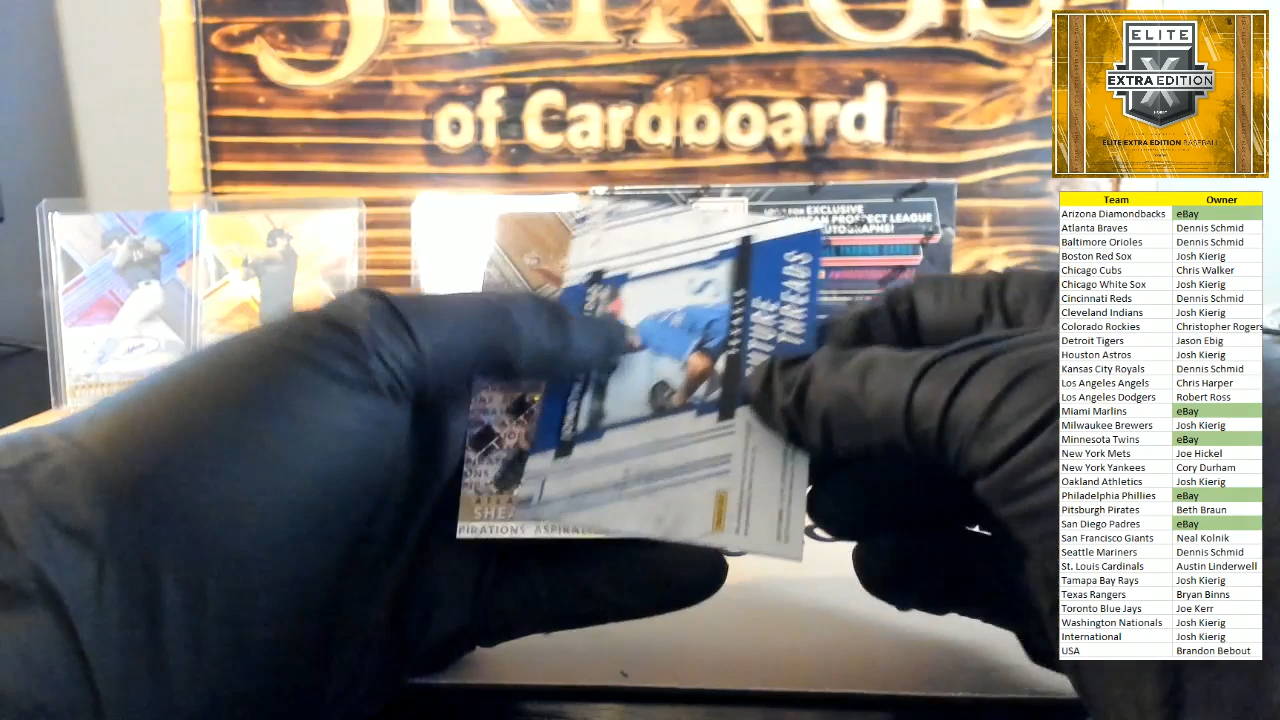 of Cardboard
EXCLUSIVE
PROSPECT LEAGUE
AUTOGRAPHS!
THREADS
SHE
PIRATIONS ASPIRA
ELITE
X
EXTRA EDITION
ELITE EXTRA EDITION BASEBALL
Team Owner
Arizona Diamondbacks eBay
Atlanta Braves Dennis Schmid
Baltimore Orioles Dennis Schmid
Boston Red Sox Josh Kierig
Chicago Cubs Chris Walker
Chicago White Sox Josh Kierig
Cincinnati Reds Dennis Schmid
Cleveland Indians Josh Kierig
Colorado Rockies Christopher Rogers
Detroit Tigers Jason Ebig
Houston Astros Josh Kierig
Kansas City Royals Dennis Schmid
Los Angeles Angels Chris Harper
Los Angeles Dodgers Robert Ross
Miami Marlins eBay
Milwaukee Brewers Josh Kierig
Minnesota Twins eBay
New York Mets Joe Hickel
New York Yankees Cory Durham
Oakland Athletics Josh Kierig
Philadelphia Phillies eBay
Pittsburgh Pirates Beth Braun
San Diego Padres eBay
San Francisco Giants Neal Kolnik
Seattle Mariners Dennis Schmid
St. Louis Cardinals Austin Linderwell
Tamapa Bay Rays Josh Kierig
Texas Rangers Bryan Binns
Toronto Blue Jays Joe Kerr
Washington Nationals Josh Kierig
International Josh Kierig
USA Brandon Bebout